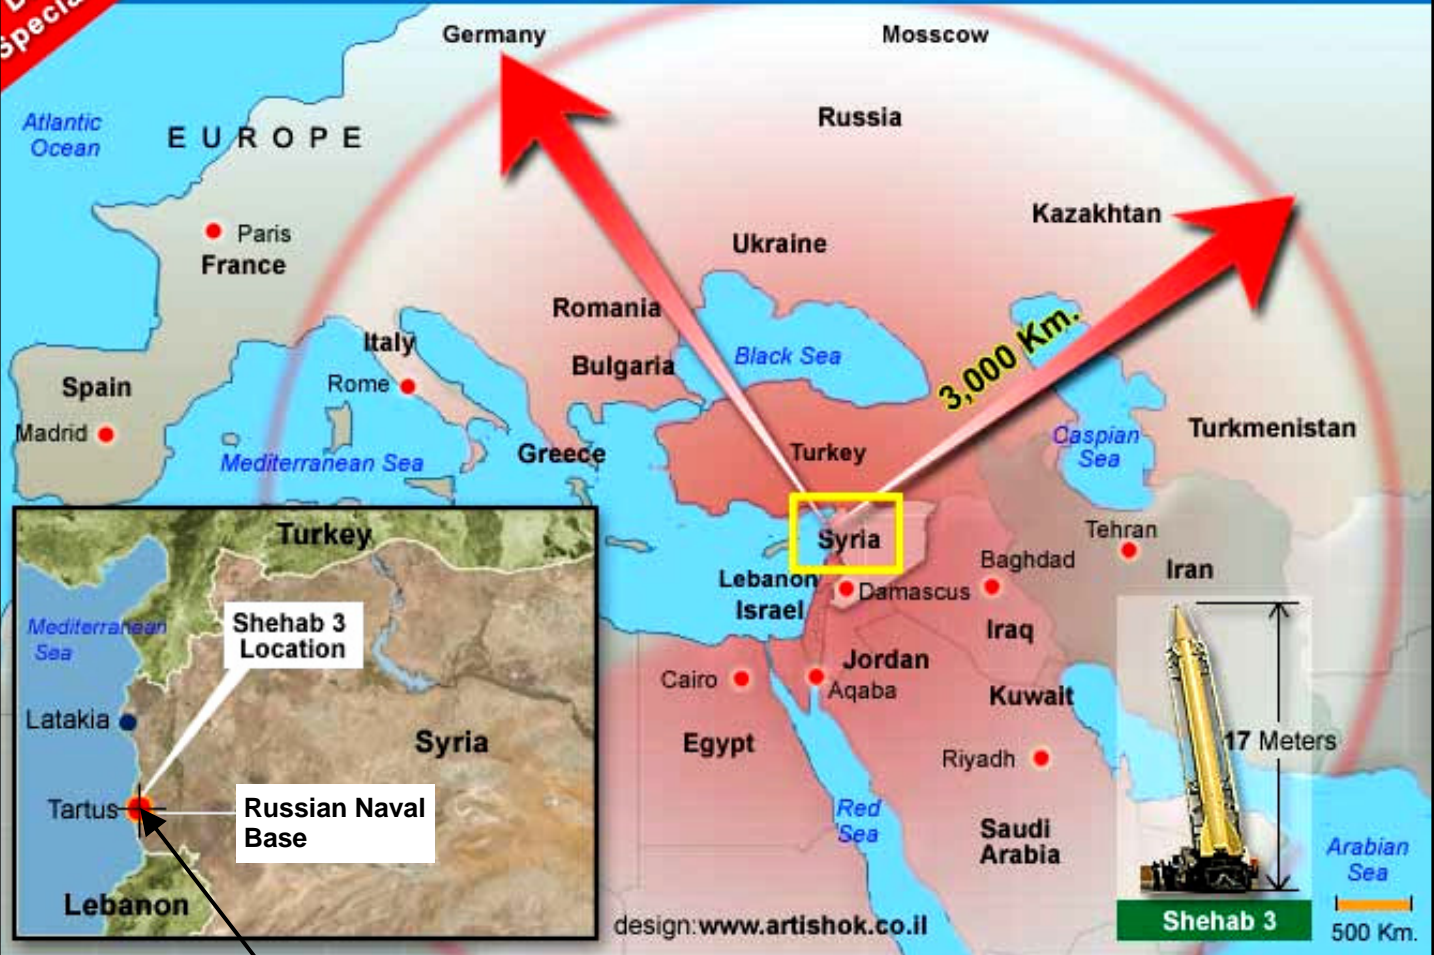 Special
Germany
Mosscow
Atlantic
Ocean
EUROPE
Russia
Paris
France
Kazakhtan
Ukraine
Romania
Italy
Rome
Bulgaria
Black Sea
3,000 Km.
Spain
Madrid
Mediterranean Sea
Greece
Turkey
Caspian
Sea
Turkmenistan
Syria
Tehran
Iran
Baghdad
Lebanon
Israel
Damascus
Iraq
Jordan
Cairo
Aqaba
Kuwait
Egypt
Riyadh
Red
Sea
Saudi
Arabia
17 Meters
Arabian
Sea
Shehab 3
500 Km.
design:www.artishok.co.il
Turkey
Mediterranean
Sea
Shehab 3
Location
Latakia
Syria
Tartus
Russian Naval
Base
Lebanon